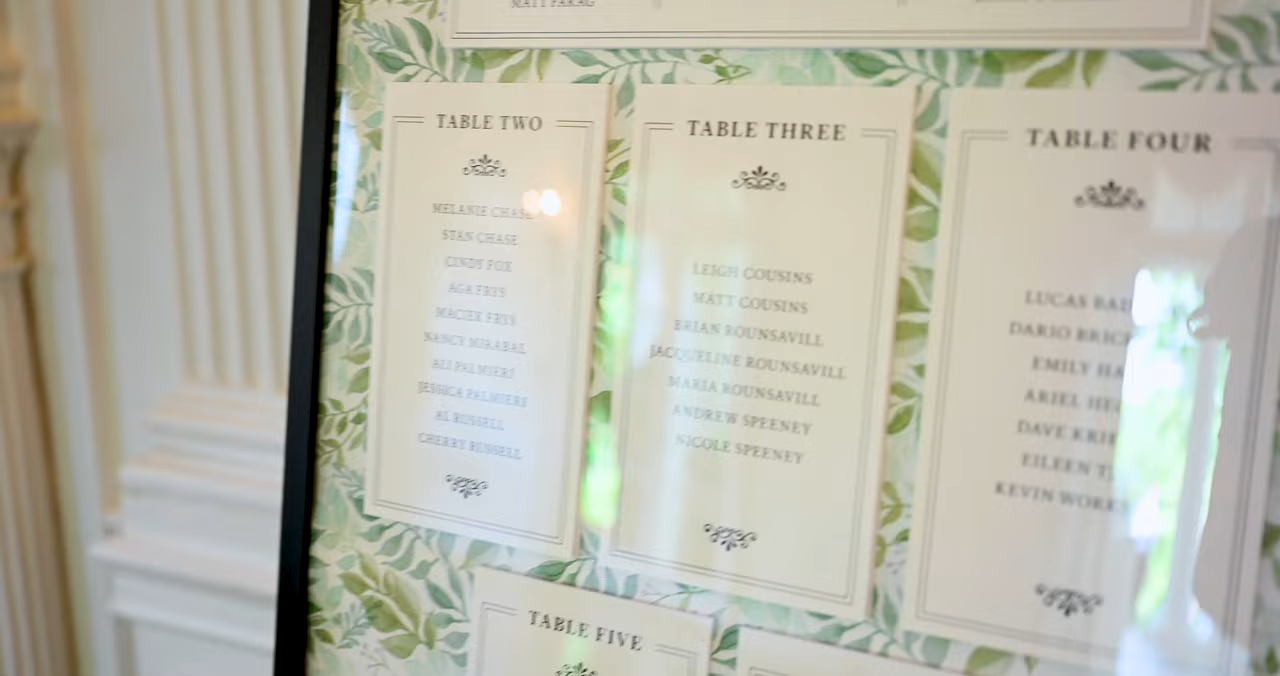 MATT FARAG
TABLE TWO
MELANIE CHASE
STAN CHASE
CINDY FOX
AGA FRYS
MACIEK FRYS
NANCY MIRABAL
ALI PALMIERI
JESSICA PALMIERI
AL RUSSELL
CHERRY RUSSELL
TABLE THREE
LEIGH COUSINS
MATT COUSINS
BRIAN ROUNSAVILL
JACQUELINE ROUNSAVILL
MARIA ROUNSAVILL
ANDREW SPEENEY
NICOLE SPEENEY
TABLE FOUR
LUCAS
DARIO
EMILY
ARIEL
DAVE
EILEEN
KEVIN
TABLE FIVE